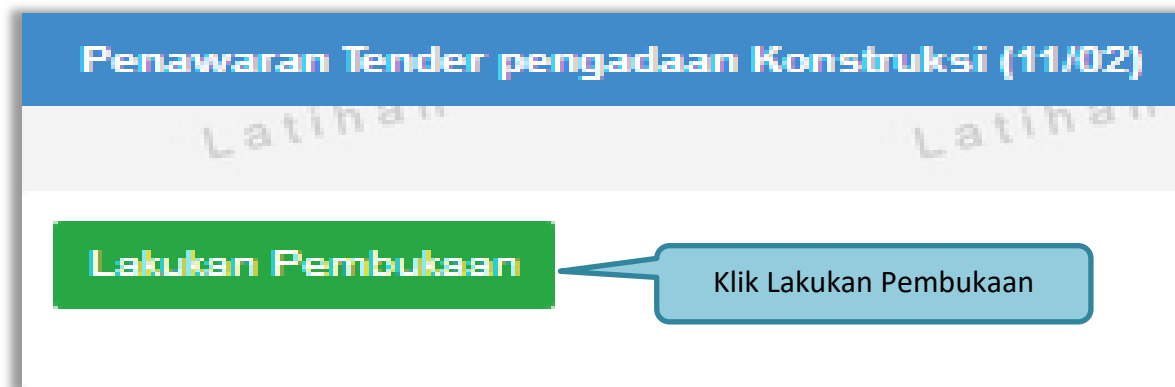 Penawaran Tender pengadaan Konstruksi (11/02)
Latihan Latihan
Lakukan Pembukaan
Klik Lakukan Pembukaan